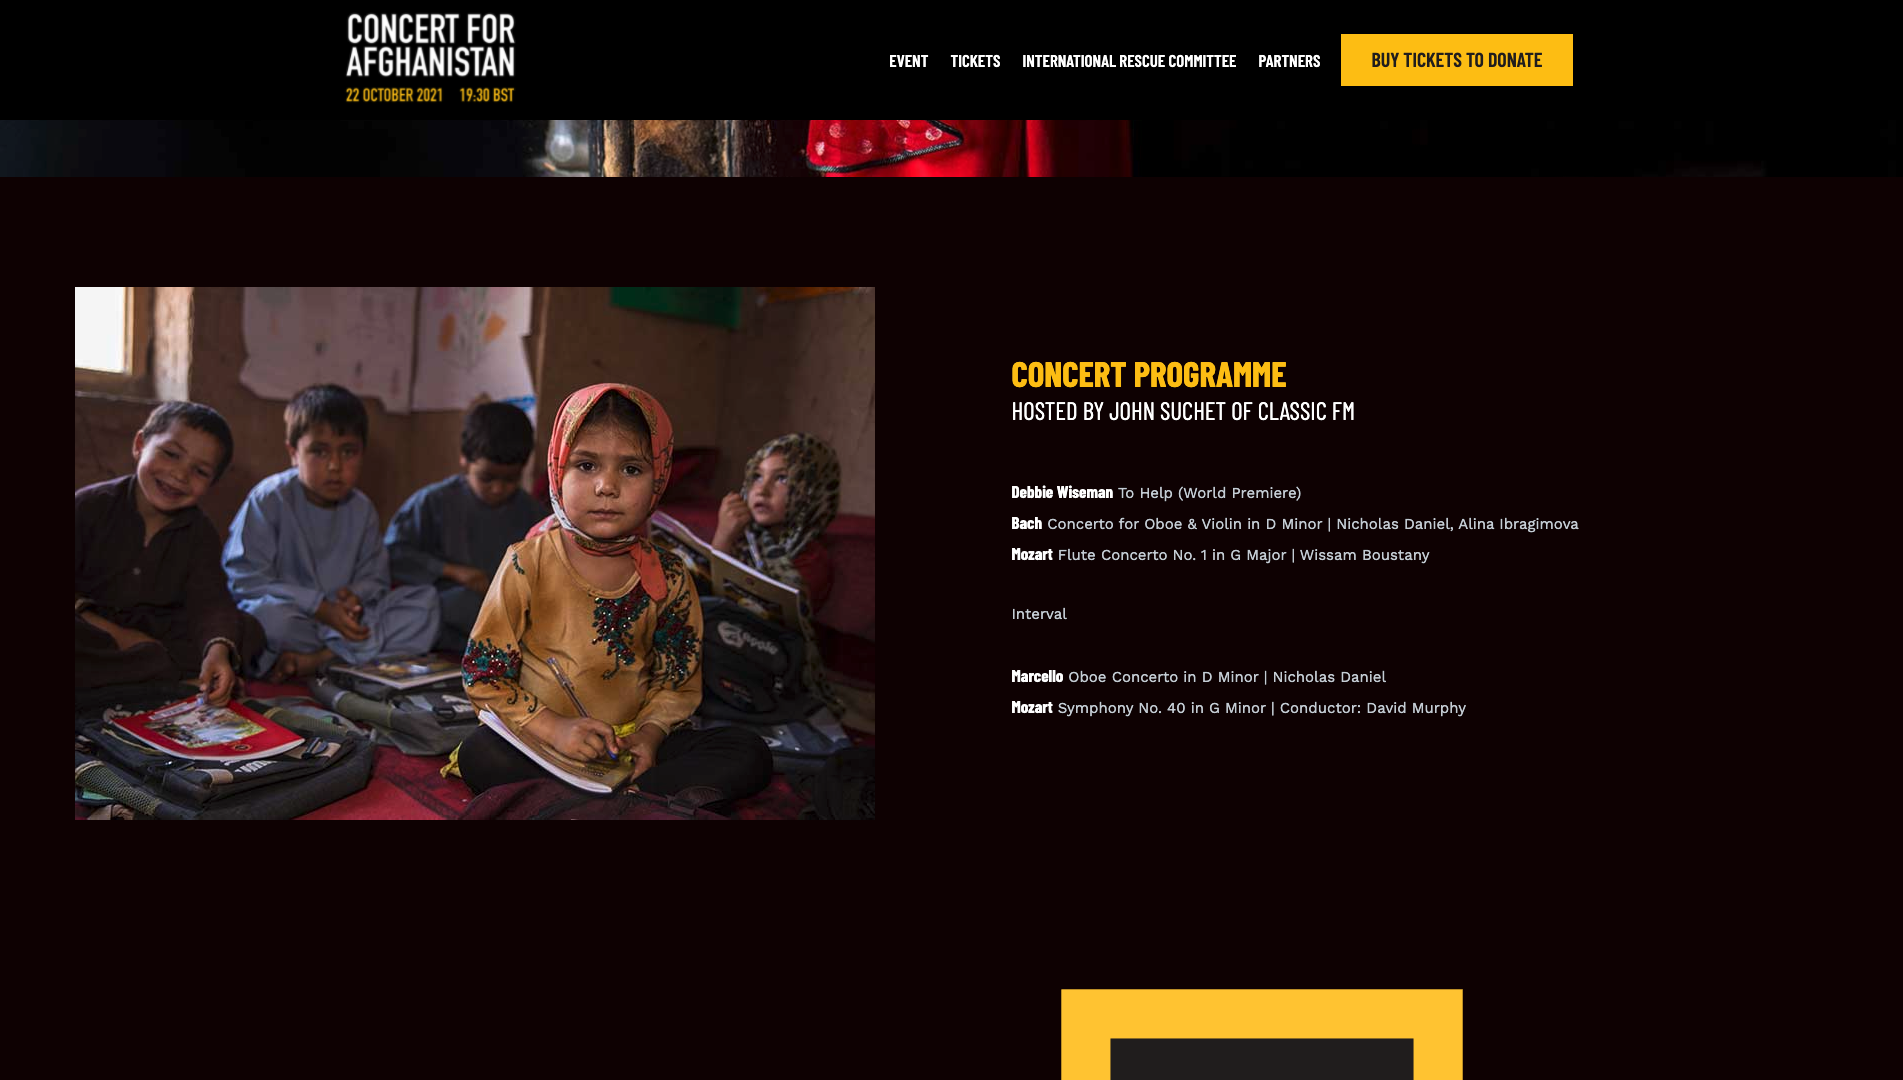 CONCERT FOR
AFGHANISTAN
22 OCTOBER 2021 19:30 BST
EVENT TICKETS INTERNATIONAL RESCUE COMMITTEE PARTNERS BUY TICKETS TO DONATE
CONCERT PROGRAMME
HOSTED BY JOHN SUCHET OF CLASSIC FM
Debbie Wiseman To Help (World Premiere)
Bach Concerto for Oboe & Violin in D Minor | Nicholas Daniel, Alina Ibragimova
Mozart Flute Concerto No. 1 in G Major | Wissam Boustany
Interval
Marcello Oboe Concerto in D Minor | Nicholas Daniel
Mozart Symphony No. 40 in G Minor | Conductor: David Murphy